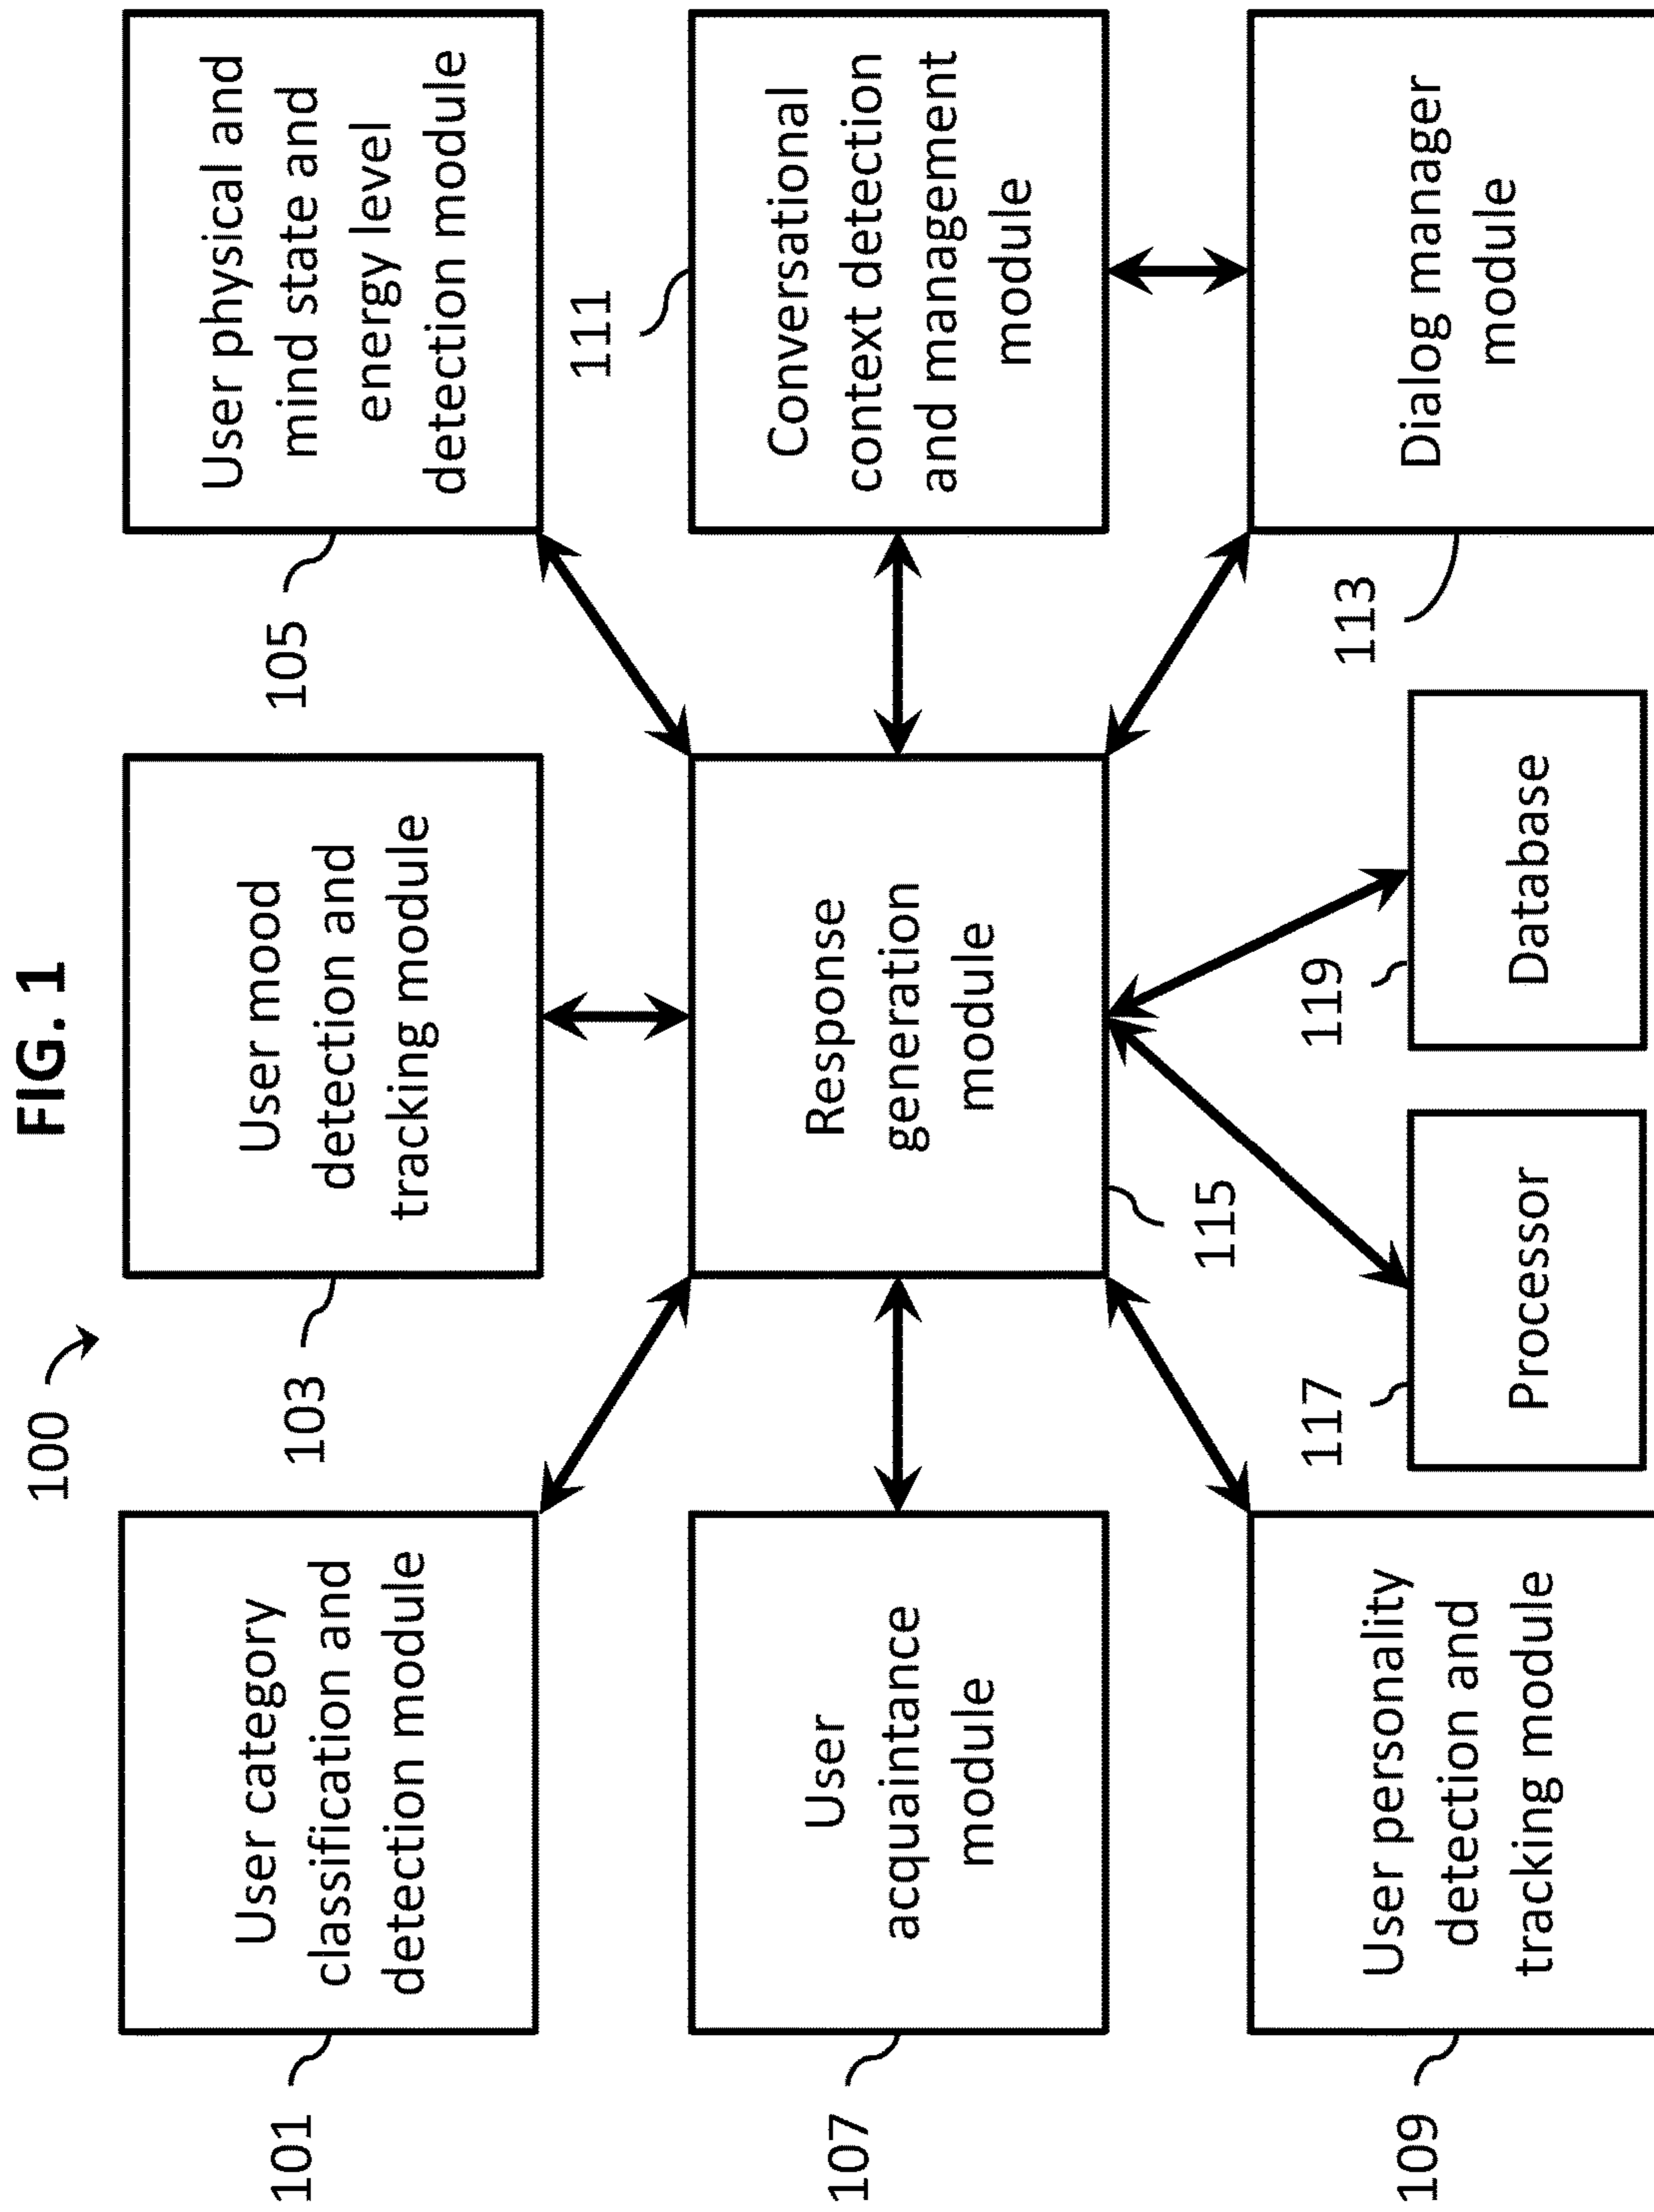 FIG. 1
100
101
User category
classification and
detection module
103
User mood
detection and
tracking module
105
User physical and
mind state and
energy level
detection module
107
User
acquaintance
module
115
Response
generation
module
111
Conversational
context detection
and management
module
109
User personality
detection and
tracking module
117
Processor
119
Database
113
Dialog manager
module